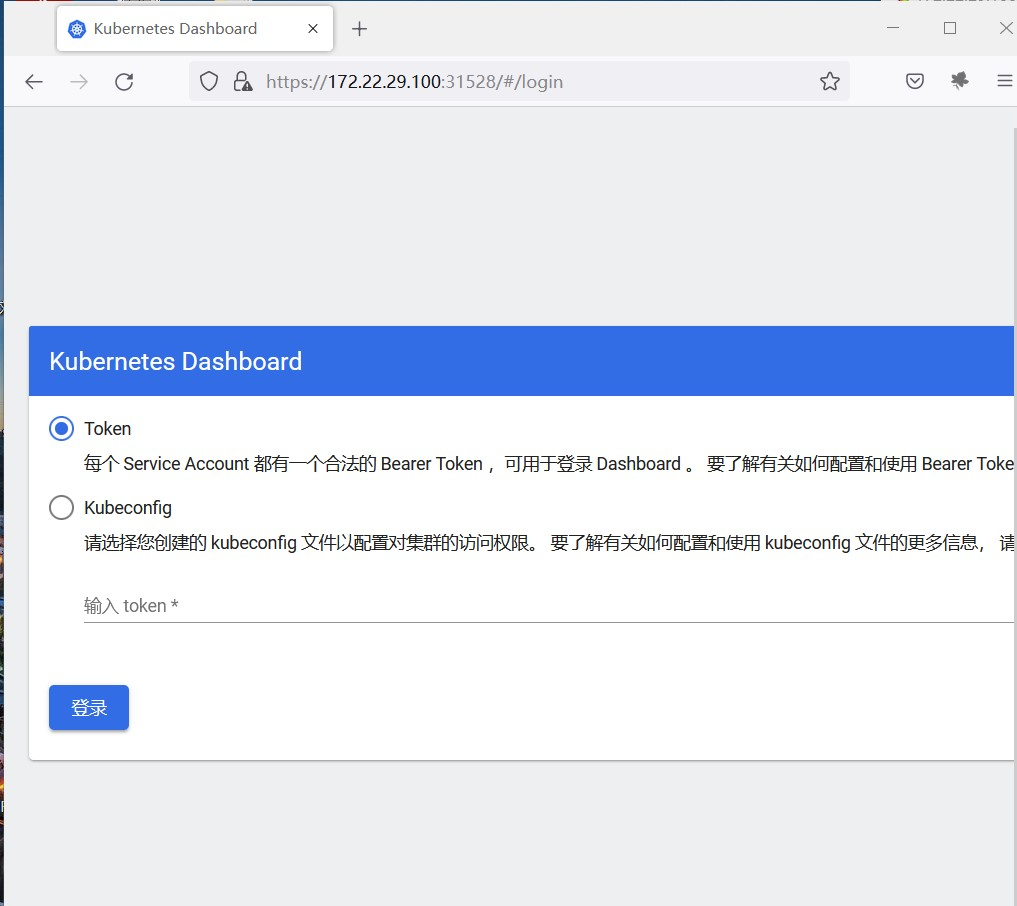 Kubernetes Dashboard
https://172.22.29.100:31528/#/login
Kubernetes Dashboard
Token
每个 Service Account 都有一个合法的 Bearer Token ，可用于登录 Dashboard 。 要了解有关如何配置和使用 Bearer Toke
Kubeconfig
请选择您创建的 kubeconfig 文件以配置对集群的访问权限。 要了解有关如何配置和使用 kubeconfig 文件的更多信息， 请
输入 token *
登录